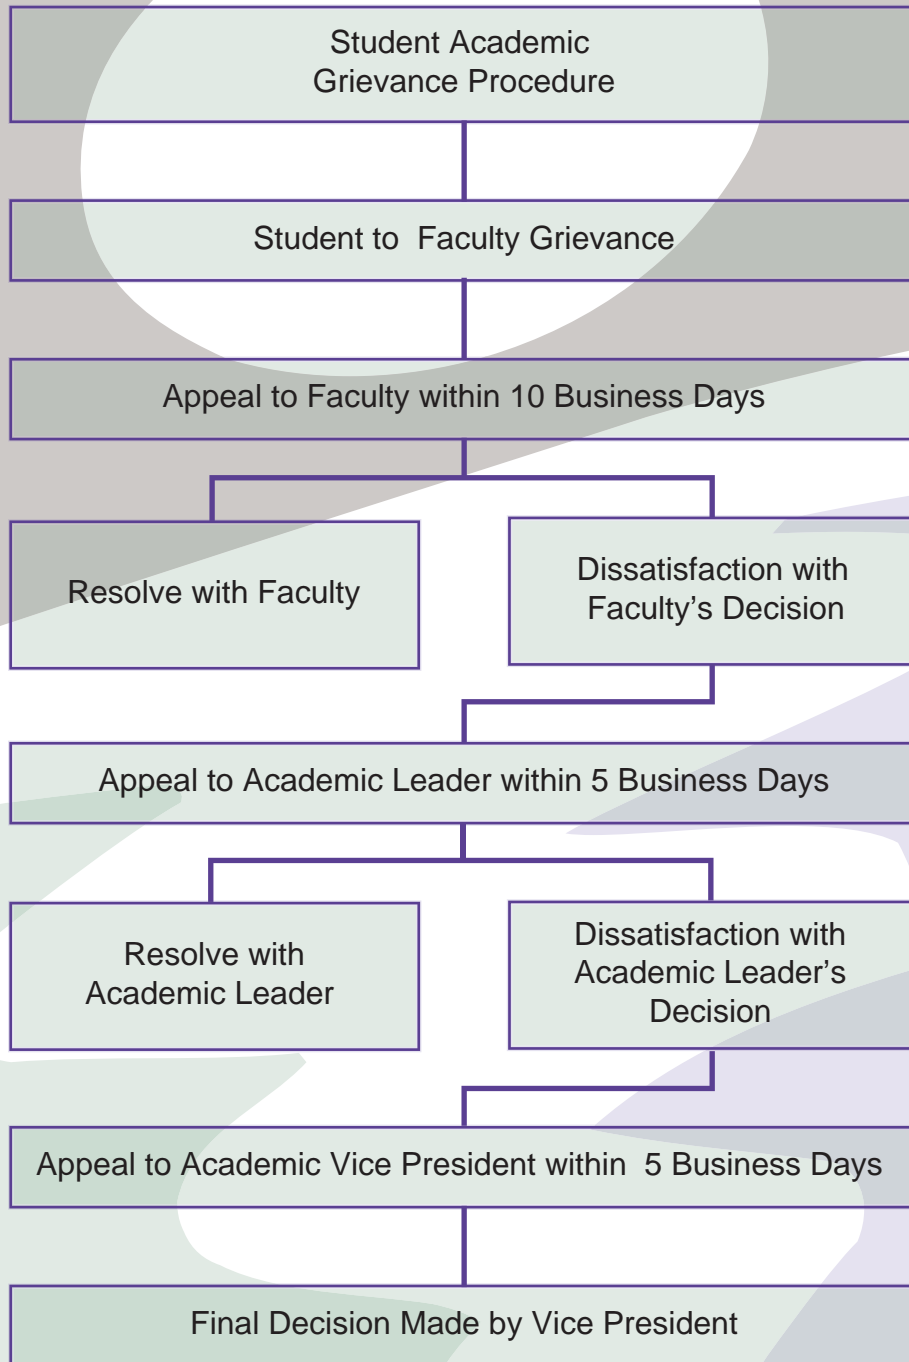 Student Academic
Grievance Procedure
Student to  Faculty Grievance
Appeal to Faculty within 10 Business Days
Resolve with Faculty
Dissatisfaction with
Faculty’s Decision
Appeal to Academic Leader within 5 Business Days
Resolve with
Academic Leader
Dissatisfaction with
Academic Leader’s
Decision
Appeal to Academic Vice President within  5 Business Days
Final Decision Made by Vice President